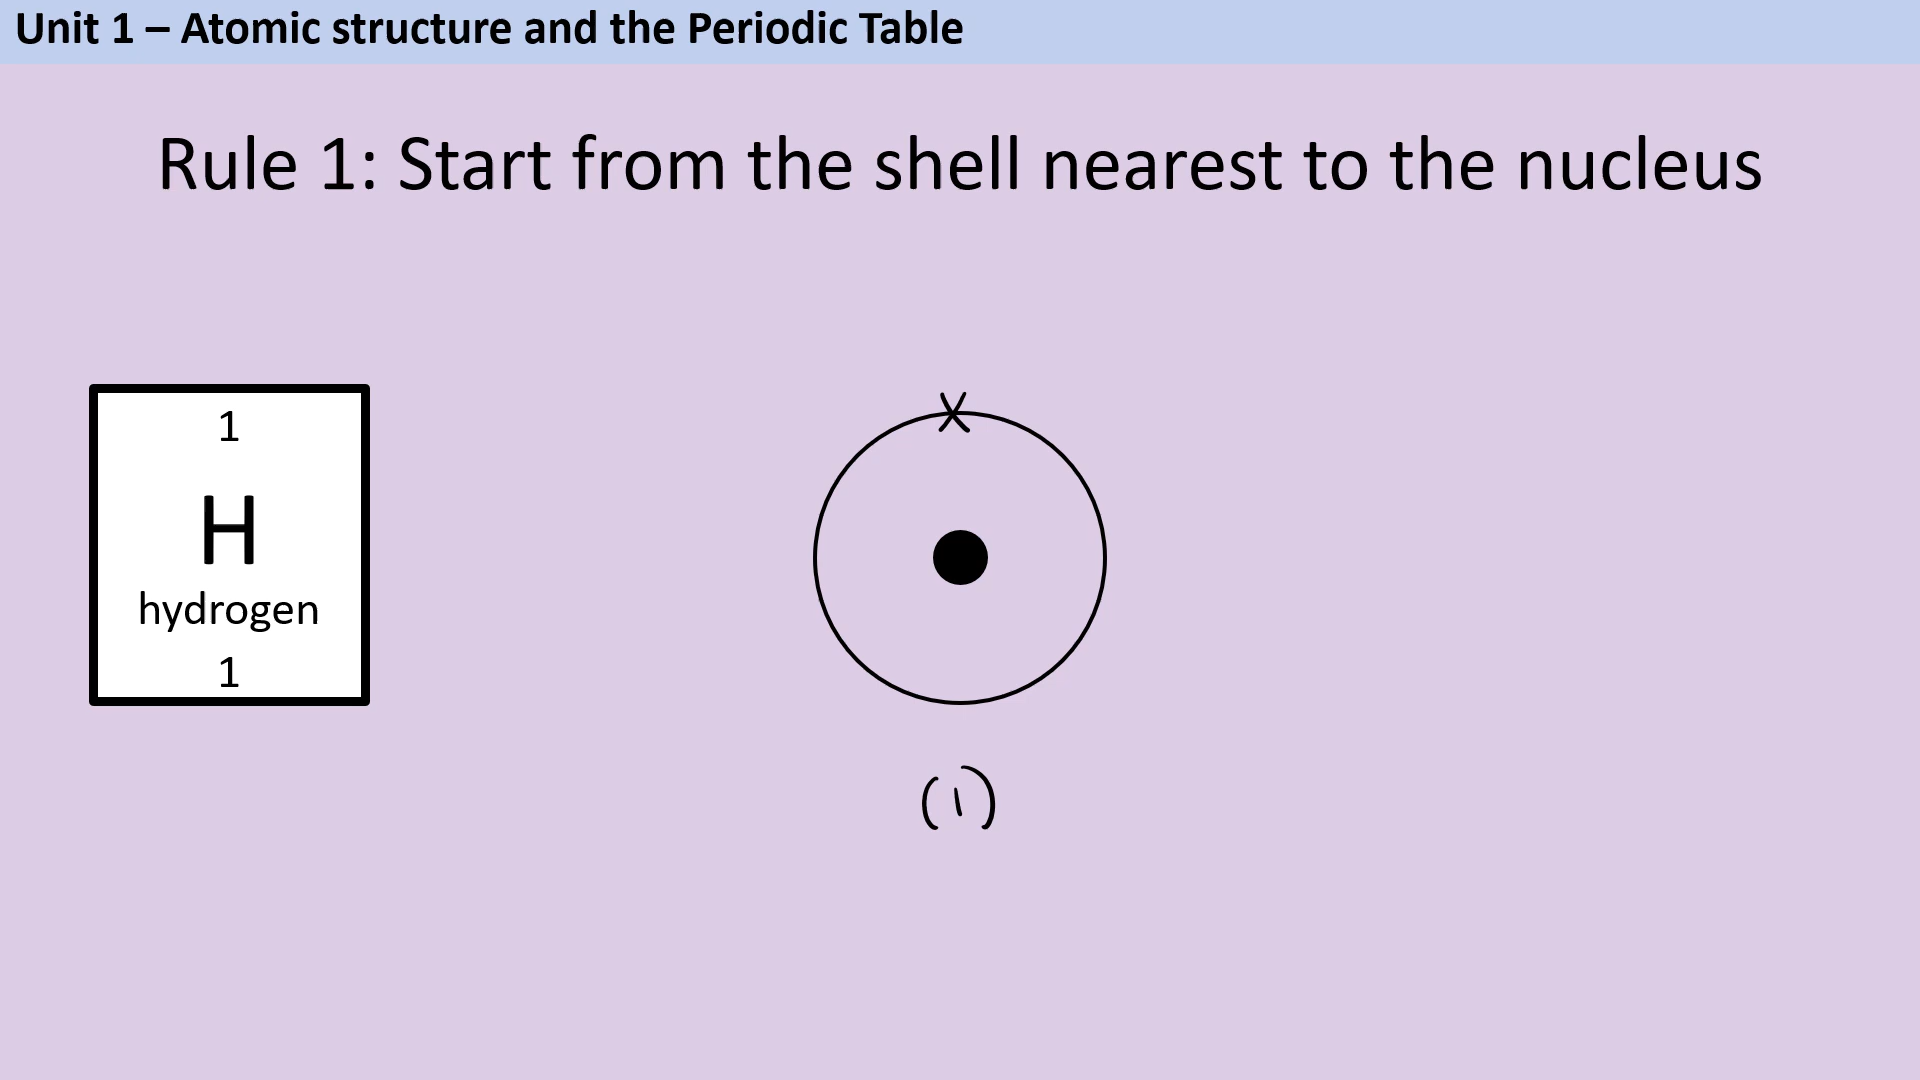 Unit 1 – Atomic structure and the Periodic Table
Rule 1: Start from the shell nearest to the nucleus
1
H
hydrogen
1
X
(1)